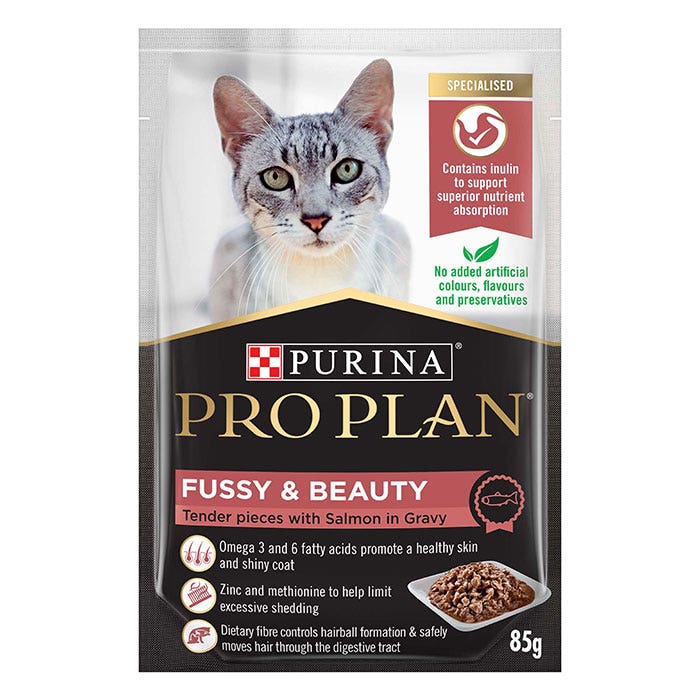 SPECIALISED
Contains inulin
to support
superior nutrient
absorption
No added artificial
colours, flavours
and preservatives
PURINA®
PRO PLAN®
FUSSY & BEAUTY
Tender pieces with Salmon in Gravy
Omega 3 and 6 fatty acids promote a healthy skin
and shiny coat
Zinc and methionine to help limit
excessive shedding
Dietary fibre controls hairball formation & safely
moves hair through the digestive tract
85g